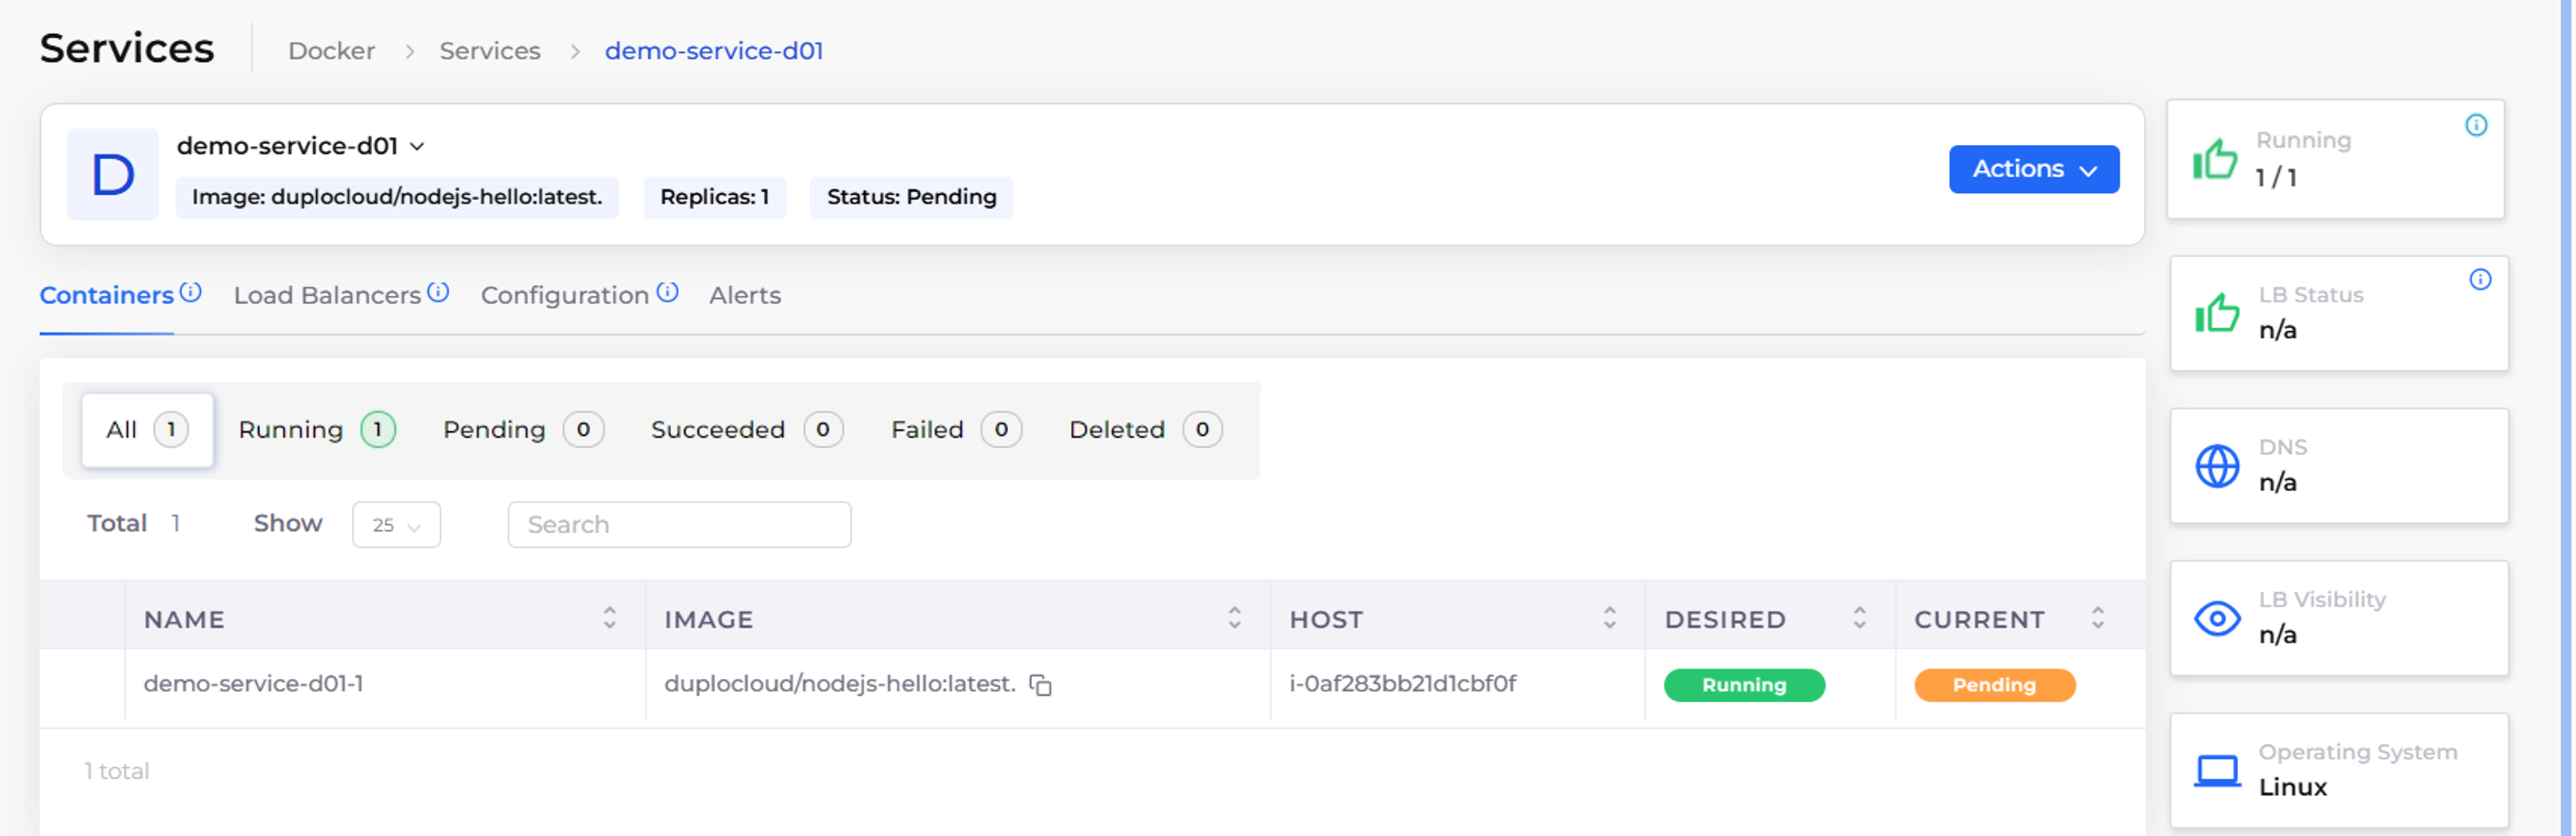 Services
Docker > Services > demo-service-d01
D
demo-service-d01
Image: duplocloud/nodejs-hello:latest.
Replicas: 1
Status: Pending
Actions
Containers
Load Balancers
Configuration
Alerts
All 1
Running 1
Pending 0
Succeeded 0
Failed 0
Deleted 0
Total 1
Show 25
Search
NAME IMAGE HOST DESIRED CURRENT
demo-service-d01-1 duplocloud/nodejs-hello:latest. i-0af283bb21d1cbf0f Running Pending
1 total
Running
1 / 1
LB Status
n/a
DNS
n/a
LB Visibility
n/a
Operating System
Linux